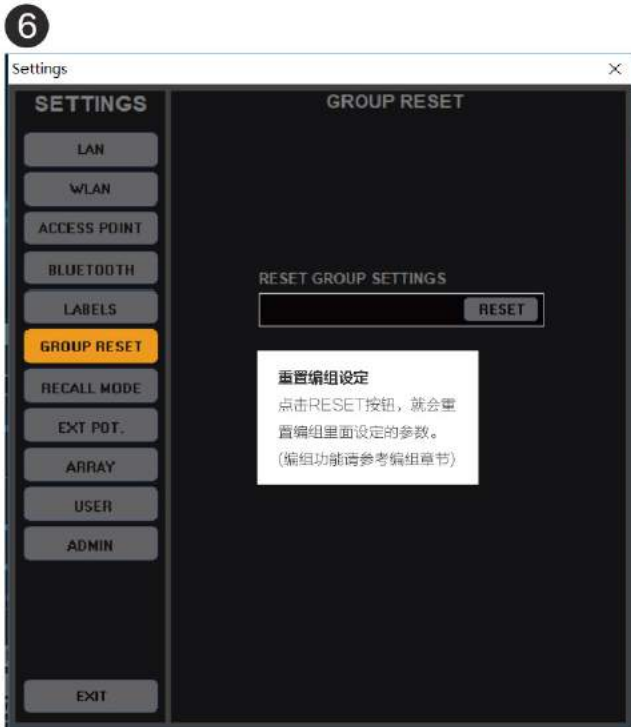 6
Settings
SETTINGS
LAN
WLAN
ACCESS POINT
BLUETOOTH
LABELS
GROUP RESET
RECALL MODE
EXT POT.
ARRAY
USER
ADMIN
EXIT
GROUP RESET
RESET GROUP SETTINGS
RESET
重置编组设定
点击RESET按钮，就会重
置编组里面设定的参数。
(编组功能请参考编组章节)